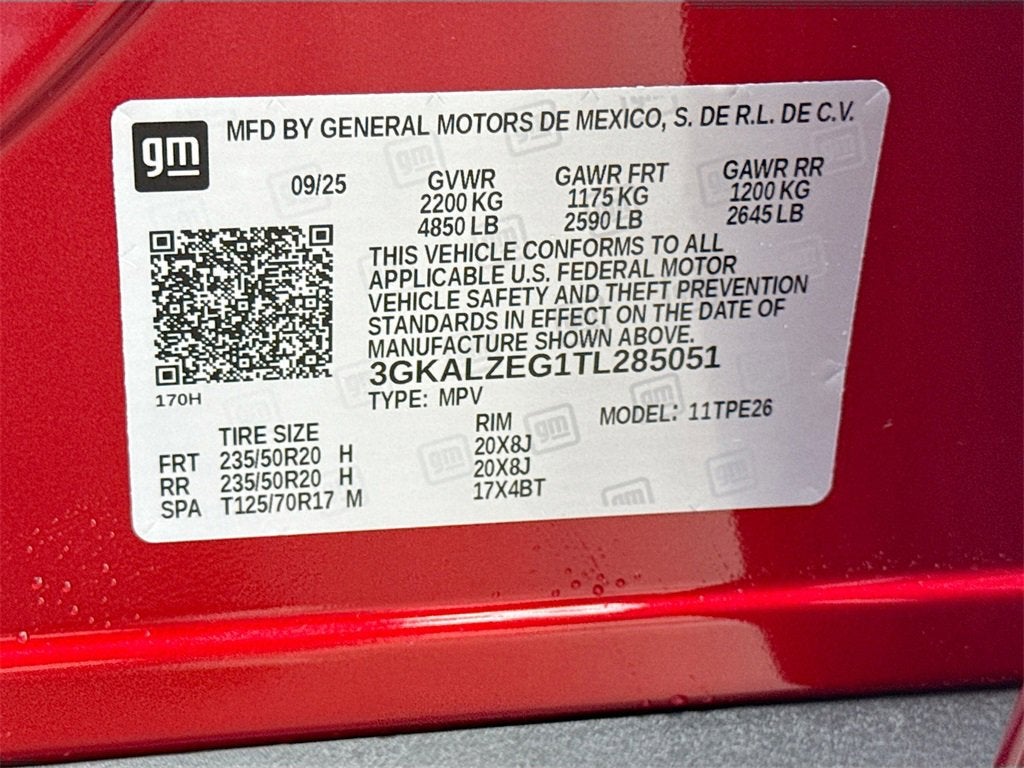 gm
MFD BY GENERAL MOTORS DE MEXICO, S. DE R.L. DE C.V.
09/25
GVWR GAWR FRT GAWR RR
2200 KG 1175 KG 1200 KG
4850 LB 2590 LB 2645 LB
THIS VEHICLE CONFORMS TO ALL
APPLICABLE U.S. FEDERAL MOTOR
VEHICLE SAFETY AND THEFT PREVENTION
STANDARDS IN EFFECT ON THE DATE OF
MANUFACTURE SHOWN ABOVE.
3GKALZEG1TL285051
170H
TYPE: MPV
MODEL: 11TPE26
TIRE SIZE RIM
FRT 235/50R20 H 20X8J
RR 235/50R20 H 20X8J
SPA T125/70R17 M 17X4BT